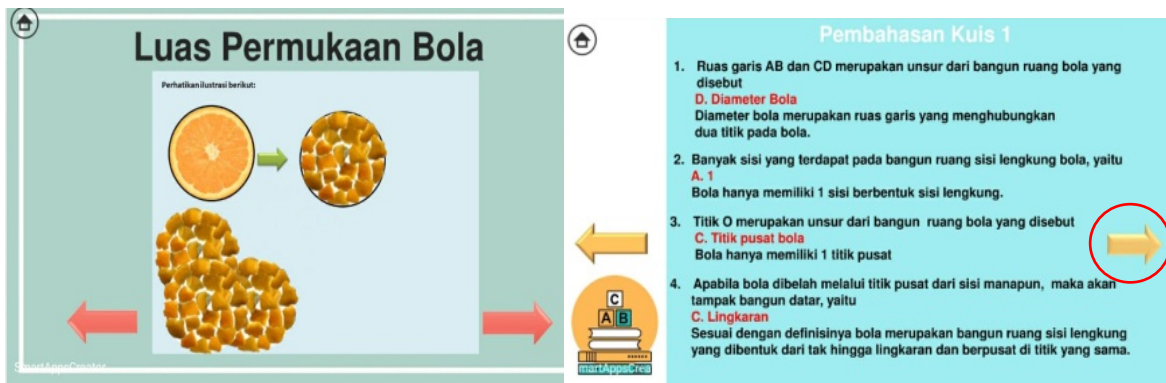 Luas Permukaan Bola
Perhatikan ilustrasi berikut:
SmartAppsCreator
Pembahasan Kuis 1
1. Ruas garis AB dan CD merupakan unsur dari bangun ruang bola yang
disebut
D. Diameter Bola
Diameter bola merupakan ruas garis yang menghubungkan
dua titik pada bola.
2. Banyak sisi yang terdapat pada bangun ruang sisi lengkung bola, yaitu
A. 1
Bola hanya memiliki 1 sisi berbentuk sisi lengkung.
3. Titik O merupakan unsur dari bangun ruang bola yang disebut
C. Titik pusat bola
Bola hanya memiliki 1 titik pusat
4. Apabila bola dibelah melalui titik pusat dari sisi manapun, maka akan
tampak bangun datar, yaitu
C. Lingkaran
Sesuai dengan definisinya bola merupakan bangun ruang sisi lengkung
yang dibentuk dari tak hingga lingkaran dan berpusat di titik yang sama.
C
A B
martAppsCrea